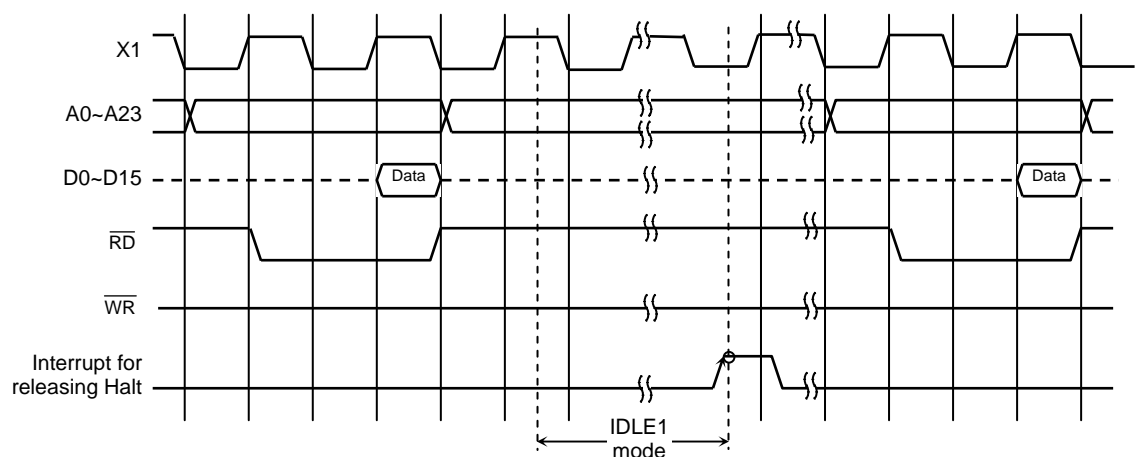 X1
A0~A23
D0~D15
Data
Data
RD
WR
Interrupt for
releasing Halt
IDLE1
mode